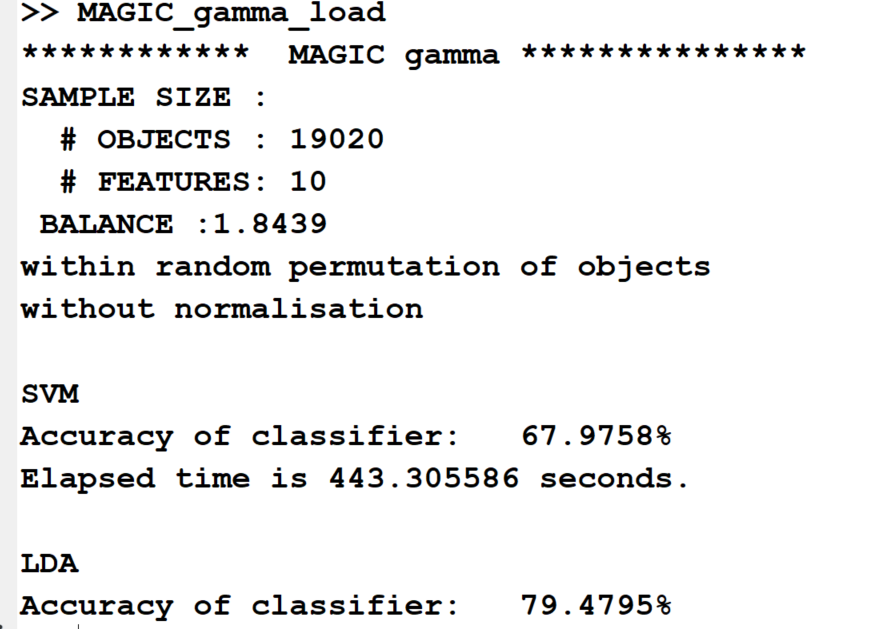 >> MAGIC_gamma_load
************ MAGIC gamma ***************
SAMPLE SIZE :
# OBJECTS : 19020
# FEATURES: 10
BALANCE :1.8439
within random permutation of objects
without normalisation
SVM
Accuracy of classifier: 67.9758%
Elapsed time is 443.305586 seconds.
LDA
Accuracy of classifier: 79.4795%